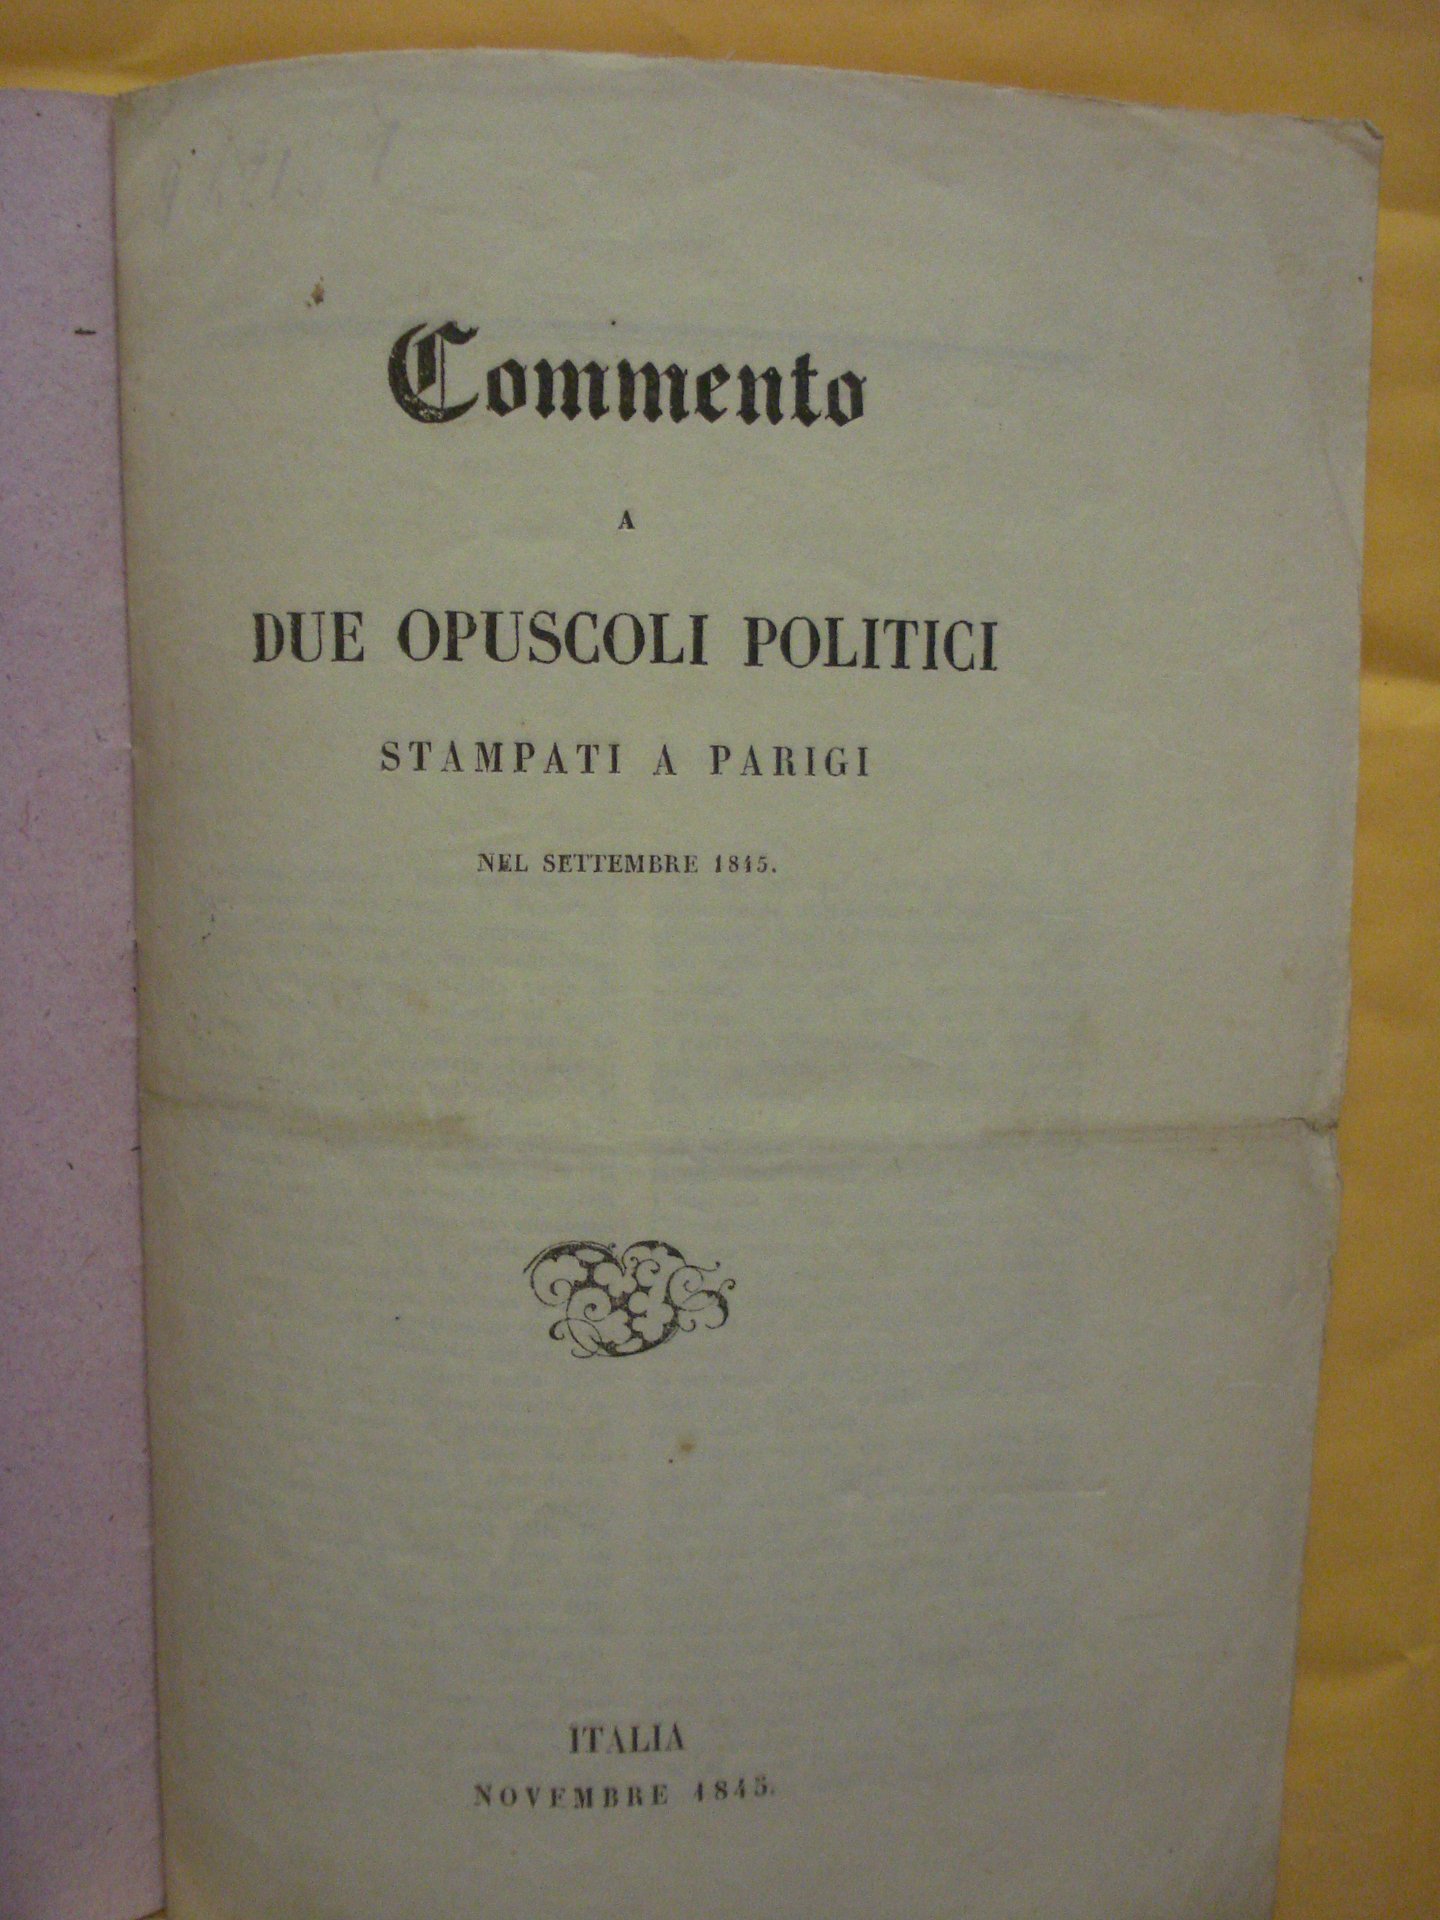 Commento
A
DUE OPUSCOLI POLITICI
STAMPATI A PARIGI
NEL SETTEMBRE 1845.
ITALIA
NOVEMBRE 1845.